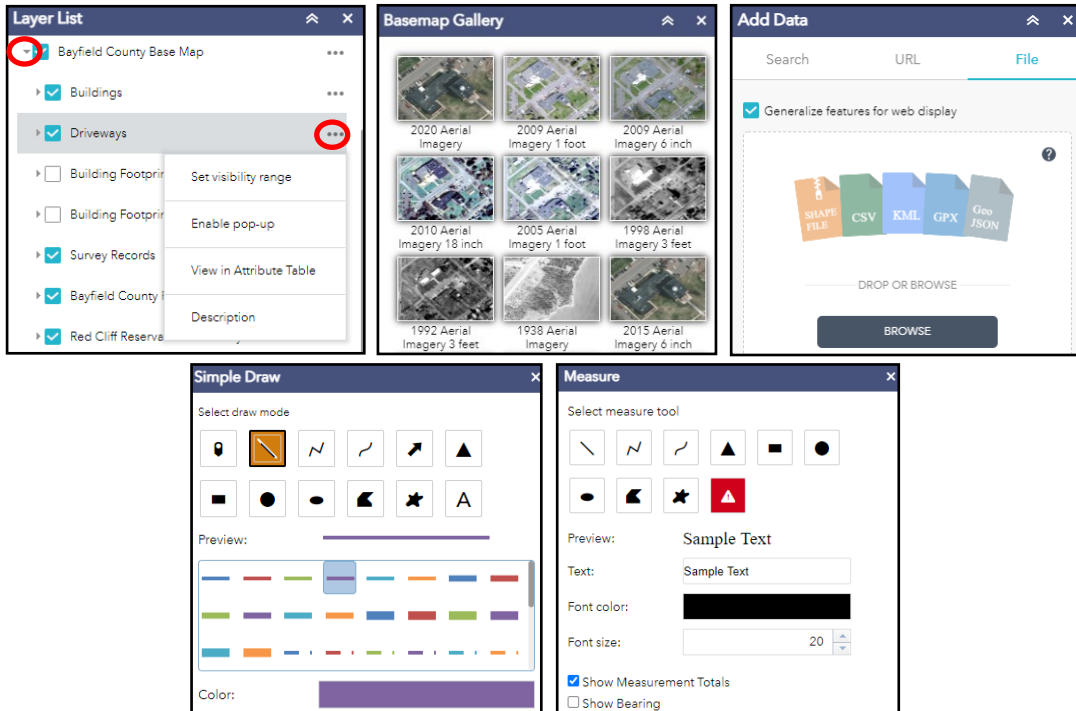 Layer List
Bayfield County Base Map
Buildings
Driveways
Building Footprin
Building Footprin
Survey Records
Bayfield County
Red Cliff Reserva
Set visibility range
Enable pop-up
View in Attribute Table
Description
Basemap Gallery
2020 Aerial
Imagery
2009 Aerial
Imagery 1 foot
2009 Aerial
Imagery 6 inch
2010 Aerial
Imagery 18 inch
2005 Aerial
Imagery 1 foot
1998 Aerial
Imagery 3 feet
1992 Aerial
Imagery 3 feet
1938 Aerial
Imagery
2015 Aerial
Imagery 6 inch
Add Data
Search URL File
Generalize features for web display
?
SHAPE
FILE
CSV
KML
GPX
Geo
JSON
DROP OR BROWSE
BROWSE
Simple Draw
Select draw mode
A
Preview:
Color:
Measure
Select measure tool
Preview: Sample Text
Text: Sample Text
Font color:
Font size: 20
Show Measurement Totals
Show Bearing